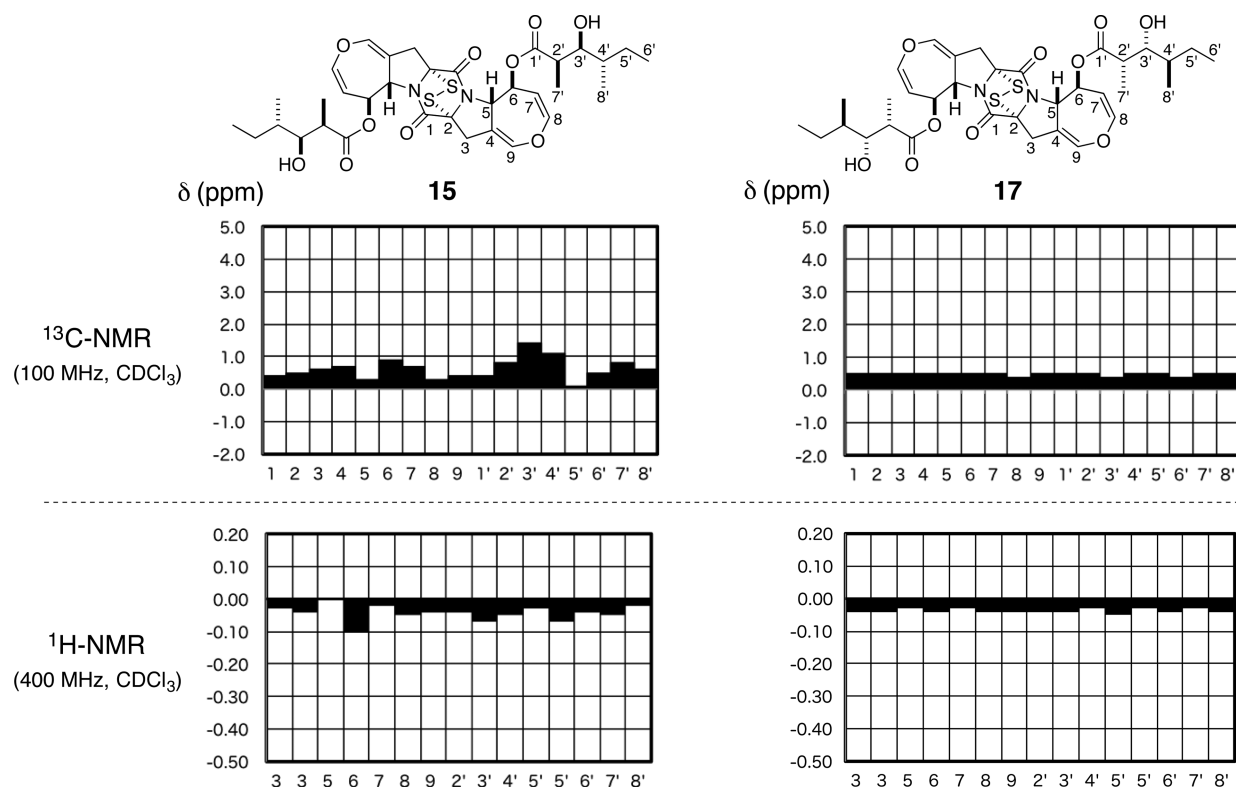 O OH
O 1' 2' 3' 4' 5' 6'
7' 8'
O O
N S S N H
H 5 6 7 8
O 1 2 3 4 9 O
O
HO O
15
O OH
O 1' 2' 3' 4' 5' 6'
7' 8'
O O
N S S N H
H 5 6 7 8
O 1 2 3 4 9 O
O
HO O
17
δ (ppm)
δ (ppm)
13C-NMR
(100 MHz, CDCl3)
5.0
4.0
3.0
2.0
1.0
0.0
-1.0
-2.0
1 2 3 4 5 6 7 8 9 1' 2' 3' 4' 5' 6' 7' 8'
5.0
4.0
3.0
2.0
1.0
0.0
-1.0
-2.0
1 2 3 4 5 6 7 8 9 1' 2' 3' 4' 5' 6' 7' 8'
1H-NMR
(400 MHz, CDCl3)
0.20
0.10
0.00
-0.10
-0.20
-0.30
-0.40
-0.50
3 3 5 6 7 8 9 2' 3' 4' 5' 5' 6' 7' 8'
0.20
0.10
0.00
-0.10
-0.20
-0.30
-0.40
-0.50
3 3 5 6 7 8 9 2' 3' 4' 5' 5' 6' 7' 8'